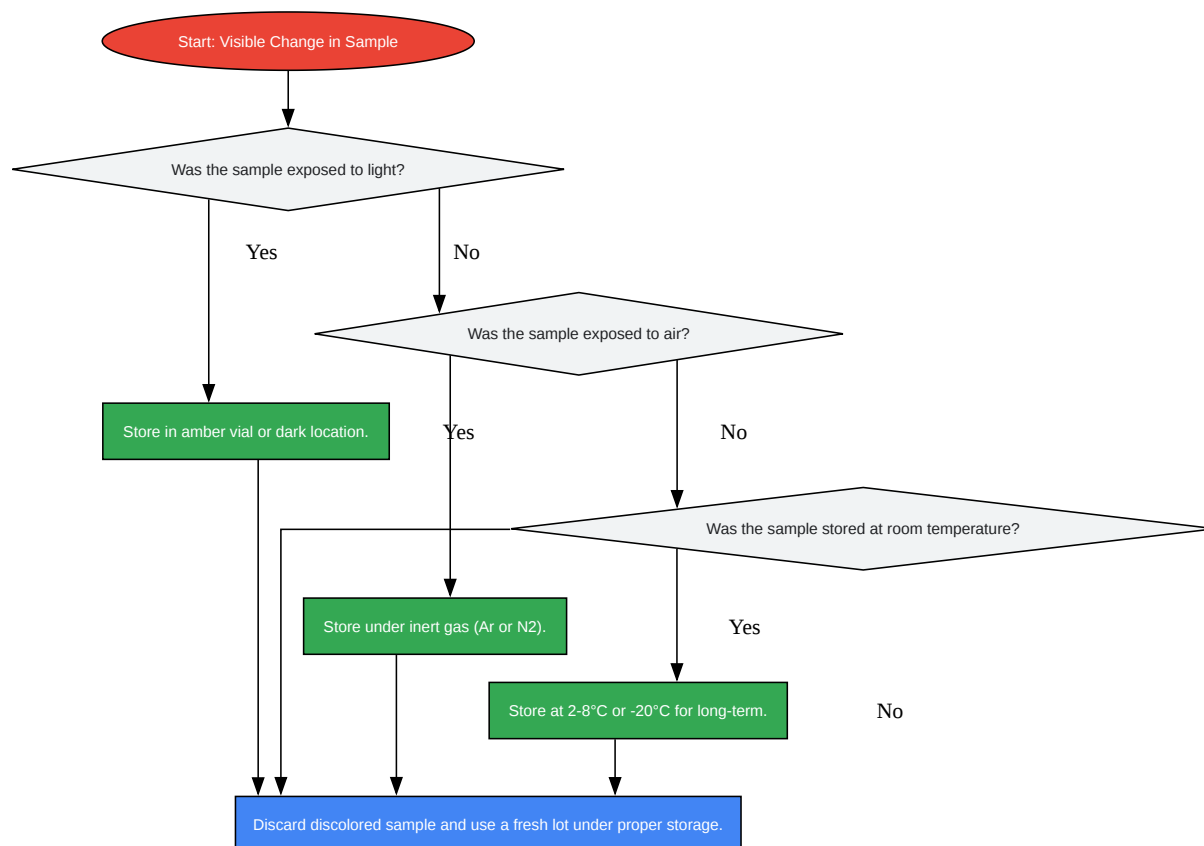 Start: Visible Change in Sample
Was the sample exposed to light?
Yes
No
Was the sample exposed to air?
Store in amber vial or dark location.
Yes
No
Was the sample stored at room temperature?
Store under inert gas (Ar or N2).
Yes
Store at 2-8°C or -20°C for long-term.
No
Discard discolored sample and use a fresh lot under proper storage.